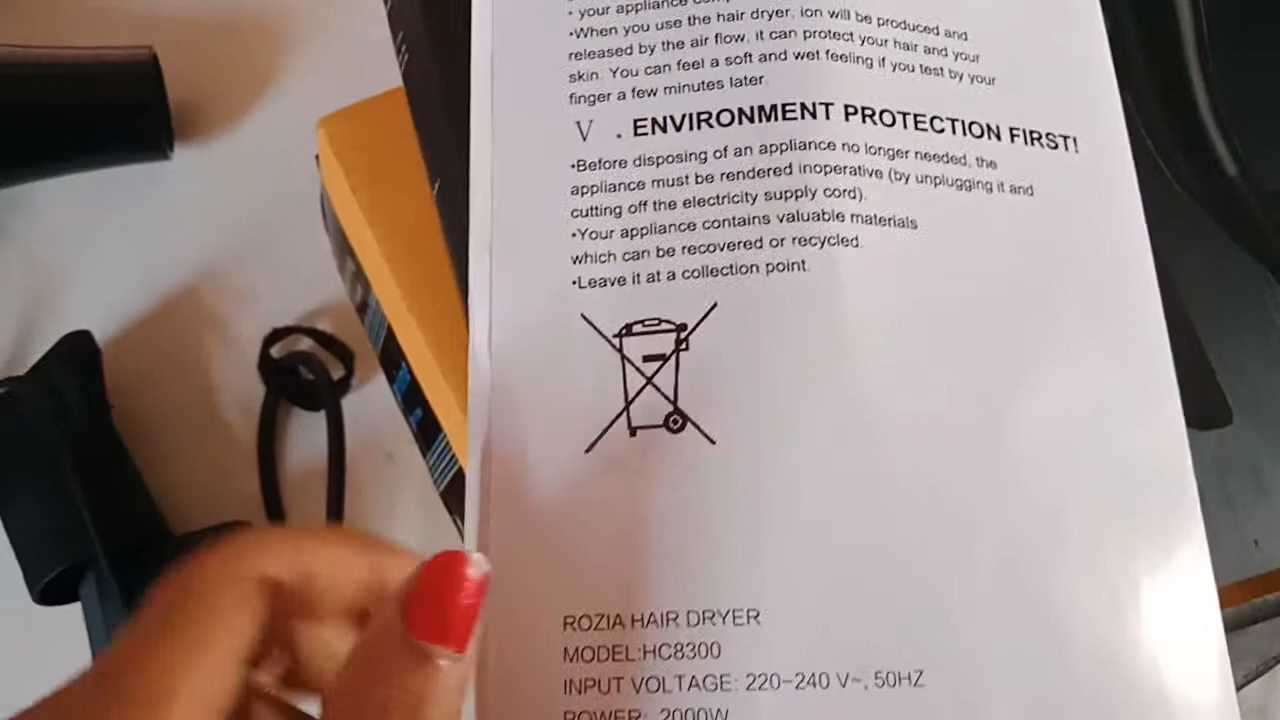 • your appliance
•When you use the hair dryer, ion will be produced and
released by the air flow, it can protect your hair and your
skin. You can feel a soft and wet feeling if you test by your
finger a few minutes later.
V . ENVIRONMENT PROTECTION FIRST!
•Before disposing of an appliance no longer needed, the
appliance must be rendered inoperative (by unplugging it and
cutting off the electricity supply cord).
•Your appliance contains valuable materials
which can be recovered or recycled.
•Leave it at a collection point.
ROZIA HAIR DRYER
MODEL:HC8300
INPUT VOLTAGE: 220-240 V~, 50HZ
POWER: 2000W